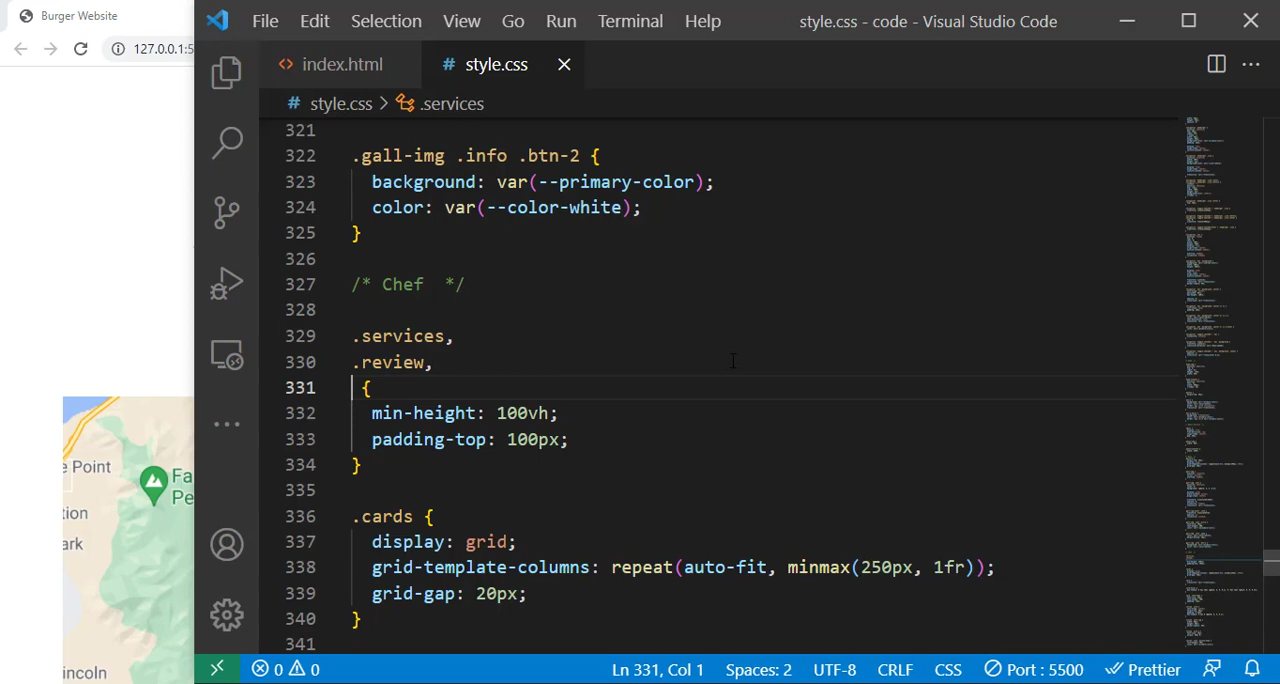 Burger Website
File Edit Selection View Go Run Terminal Help
style.css - code - Visual Studio Code
127.0.0.1:5
index.html
# style.css
# style.css > .services
321
322 .gall-img .info .btn-2 {
323 background: var(--primary-color);
324 color: var(--color-white);
325 }
326
327 /* Chef  */
328
329 .services,
330 .review,
331 {
332 min-height: 100vh;
333 padding-top: 100px;
334 }
335
336 .cards {
337 display: grid;
338 grid-template-columns: repeat(auto-fit, minmax(250px, 1fr));
339 grid-gap: 20px;
340 }
341
e Point
Fa
Pe
tion
ark
incoln
0 0 Ln 331, Col 1 Spaces: 2 UTF-8 CRLF CSS Port : 5500 Prettier